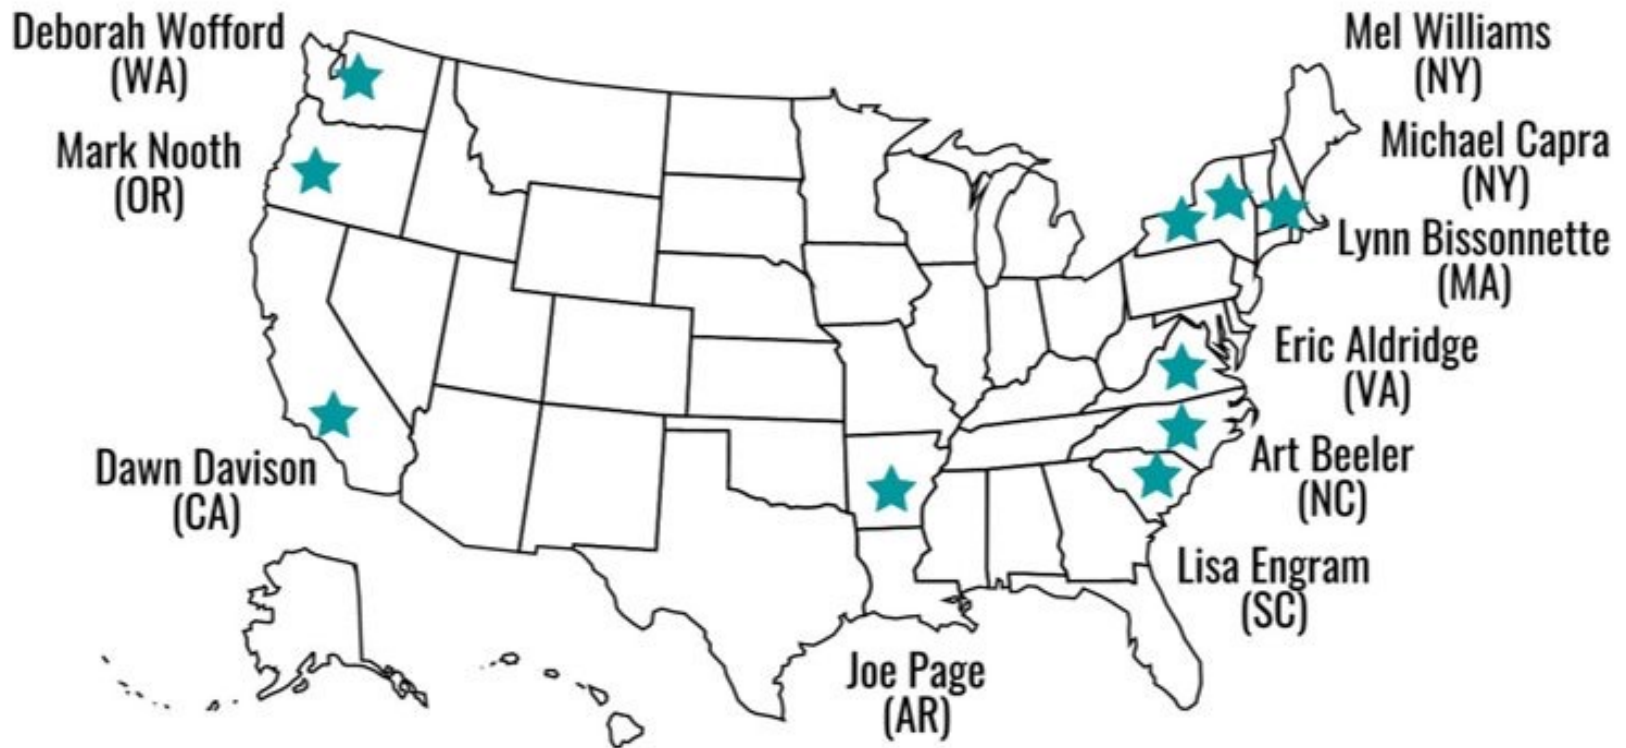 Deborah Wofford
(WA)
Mark Nooth
(OR)
Dawn Davison
(CA)
Mel Williams
(NY)
Michael Capra
(NY)
Lynn Bissonnette
(MA)
Eric Aldridge
(VA)
Art Beeler
(NC)
Lisa Engram
(SC)
Joe Page
(AR)